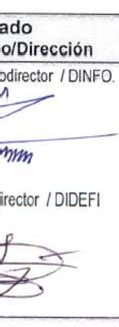 ado
o/Dirección
odirector / DINFO.
irector / DIDEFI